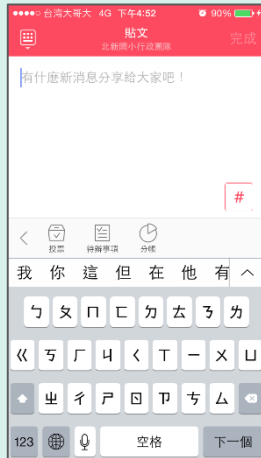 台湾大哥大 4G 下午4:52 90%
貼文
北新國小行政團隊
完成
有什麼新消息分享給大家吧！
#
投票 待辦事項 分帳
我 你 這 但 在 他 有
ㄅ ㄆ ㄇ ㄈ ㄉ ㄊ ㄋ ㄌ
ㄍ ㄎ ㄏ ㄐ ㄑ ㄒ ㄧ ㄨ ㄩ
ㄓ ㄔ ㄕ ㄖ ㄗ ㄘ ㄙ
123 空格 下一個